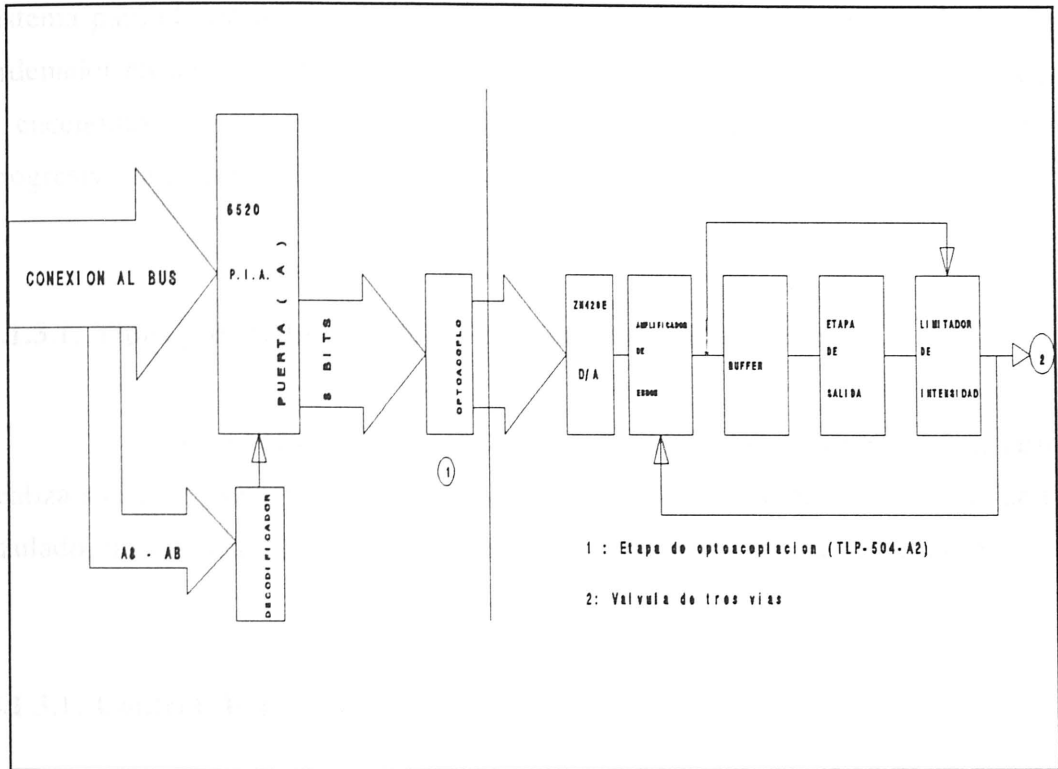 6520
P.I.A.
PUERTA ( A )
8 BITS
CONEXION AL BUS
OPTOACOPLO
1
ZN428E
D/A
AMPLIFICADOR
DE
ERROR
BUFFER
ETAPA
DE
SALIDA
LIMITADOR
DE
INTENSIDAD
2
DECODIFICADOR
1 : Etapa de optoacoplacion (TLP-504-A2)
2: Valvula de tres vias